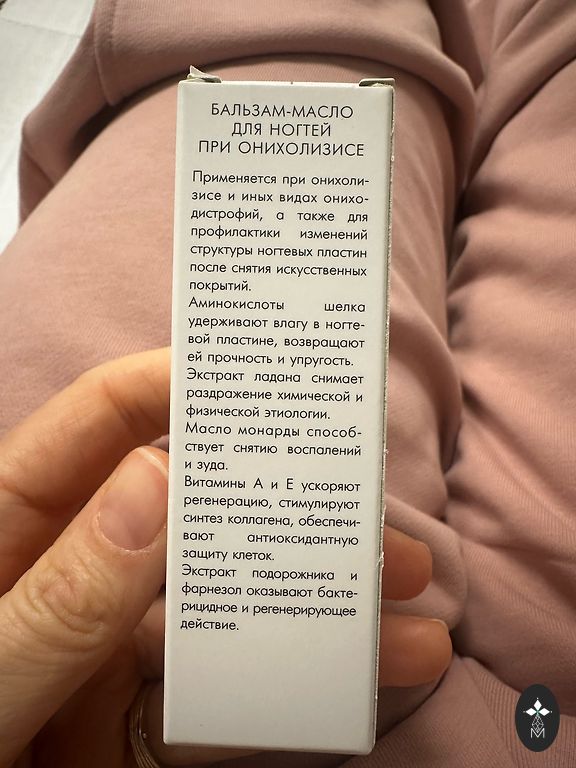 БАЛЬЗАМ-МАСЛО
ДЛЯ НОГТЕЙ
ПРИ ОНИХОЛИЗИСЕ
Применяется при онихоли-
зисе и иных видах онихо-
дистрофий, а также для
профилактики изменений
структуры ногтевых пластин
после снятия искусственных
покрытий.
Аминокислоты шелка
удерживают влагу в ногте-
вой пластине, возвращают
ей прочность и упругость.
Экстракт ладана снимает
раздражение химической и
физической этиологии.
Масло монарды способ-
ствует снятию воспалений
и зуда.
Витамины А и Е ускоряют
регенерацию, стимулируют
синтез коллагена, обеспечи-
вают антиоксидантную
защиту клеток.
Экстракт подорожника и
фарнезол оказывают бакте-
рицидное и регенерирующее
действие.
M